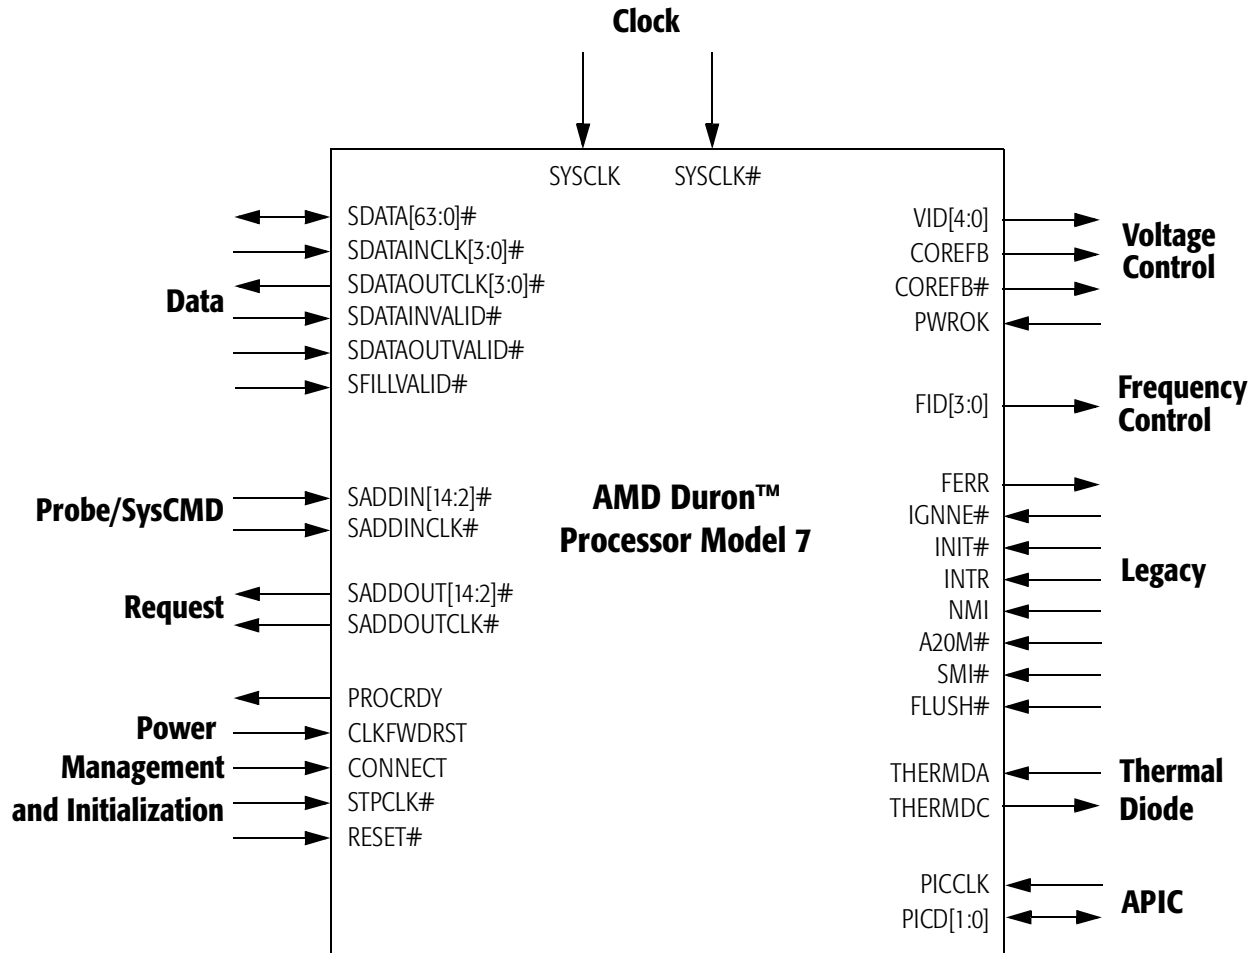 Clock
SYSCLK
SYSCLK#
Data
SDATA[63:0]#
SDATAINCLK[3:0]#
SDATAOUTCLK[3:0]#
SDATAINVALID#
SDATAOUTVALID#
SFILLVALID#
Probe/SysCMD
SADDIN[14:2]#
SADDINCLK#
Request
SADDOUT[14:2]#
SADDOUTCLK#
Power
Management
and Initialization
PROCRDY
CLKFWDRST
CONNECT
STPCLK#
RESET#
AMD Duron™
Processor Model 7
VID[4:0]
COREFB
COREFB#
PWROK
Voltage
Control
FID[3:0]
Frequency
Control
FERR
IGNNE#
INIT#
INTR
NMI
A20M#
SMI#
FLUSH#
Legacy
THERMDA
THERMDC
Thermal
Diode
PICCLK
PICD[1:0]
APIC